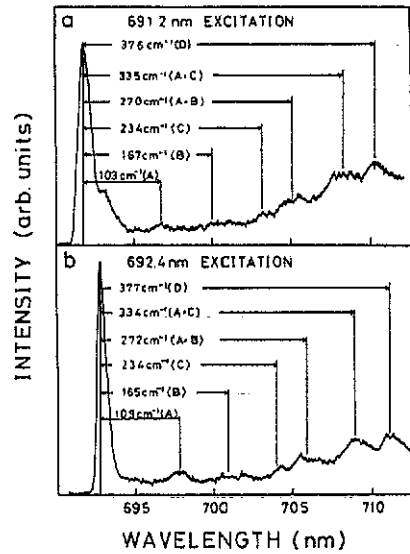 a 691.2 nm EXCITATION
376 cm⁻¹ (D)
335 cm⁻¹ (A+C)
270 cm⁻¹ (A+B)
234 cm⁻¹ (C)
167 cm⁻¹ (B)
103 cm⁻¹ (A)
b 692.4 nm EXCITATION
377 cm⁻¹ (D)
334 cm⁻¹ (A+C)
272 cm⁻¹ (A+B)
234 cm⁻¹ (C)
165 cm⁻¹ (B)
109 cm⁻¹ (A)
INTENSITY (arb. units)
695 700 705 710
WAVELENGTH (nm)